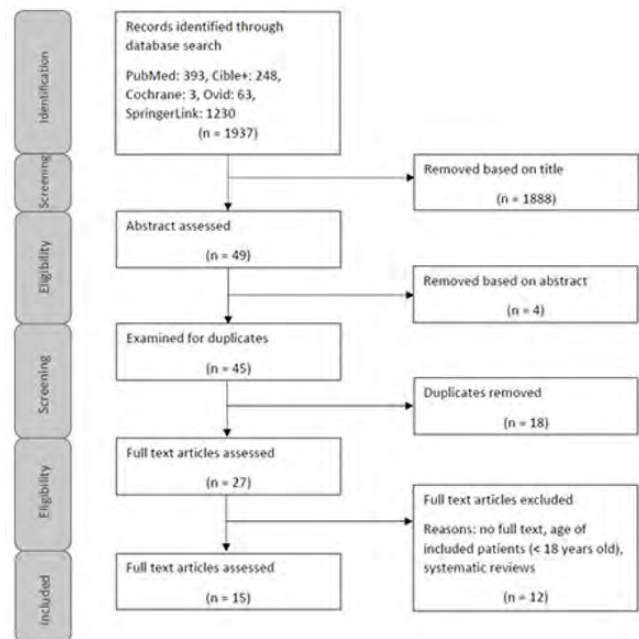 Identification
Records identified through
database search
PubMed: 393, Cible+: 248,
Cochrane: 3, Ovid: 63,
SpringerLink: 1230
(n = 1937)
Screening
Removed based on title
(n = 1888)
Eligibility
Abstract assessed
(n = 49)
Removed based on abstract
(n = 4)
Screening
Examined for duplicates
(n = 45)
Duplicates removed
(n = 18)
Eligibility
Full text articles assessed
(n = 27)
Full text articles excluded
Reasons: no full text, age of
included patients (< 18 years old),
systematic reviews
(n = 12)
Included
Full text articles assessed
(n = 15)